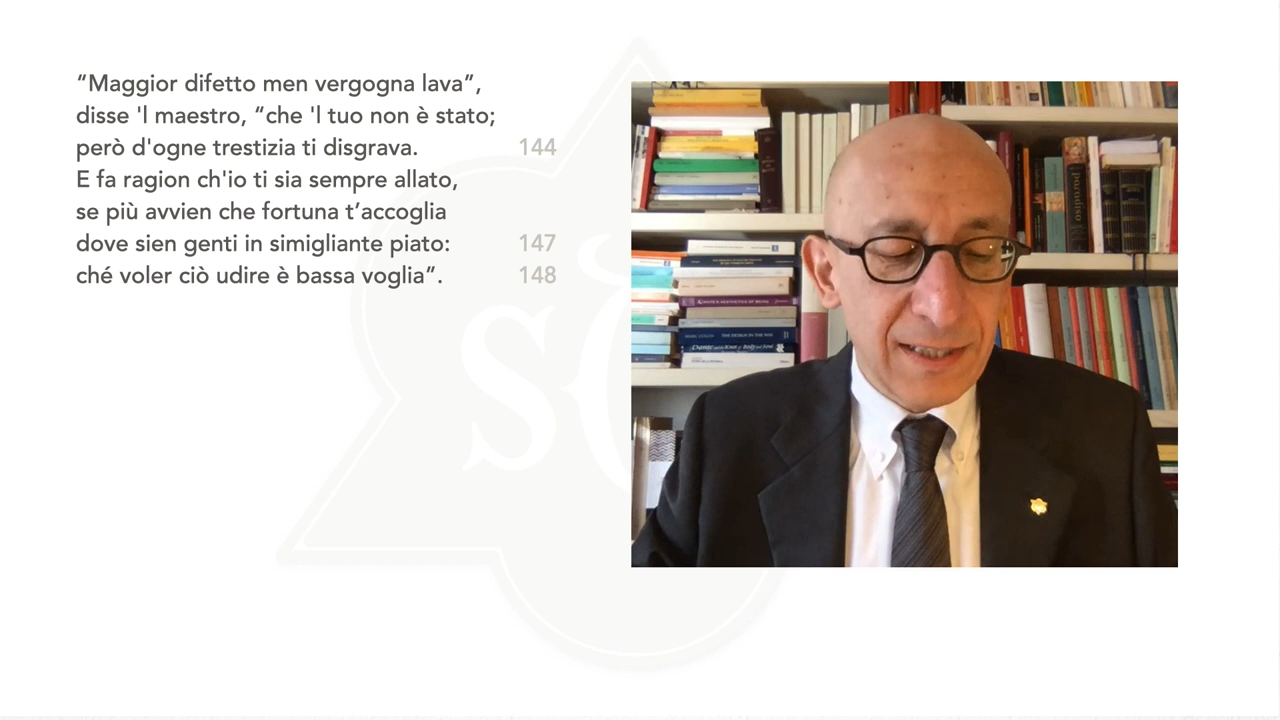 “Maggior difetto men vergogna lava”,
disse 'l maestro, “che 'l tuo non è stato;
però d'ogne trestizia ti disgrava. 144
E fa ragion ch'io ti sia sempre allato,
se più avvien che fortuna t’accoglia
dove sien genti in simigliante piato: 147
ché voler ciò udire è bassa voglia”. 148
paradiso